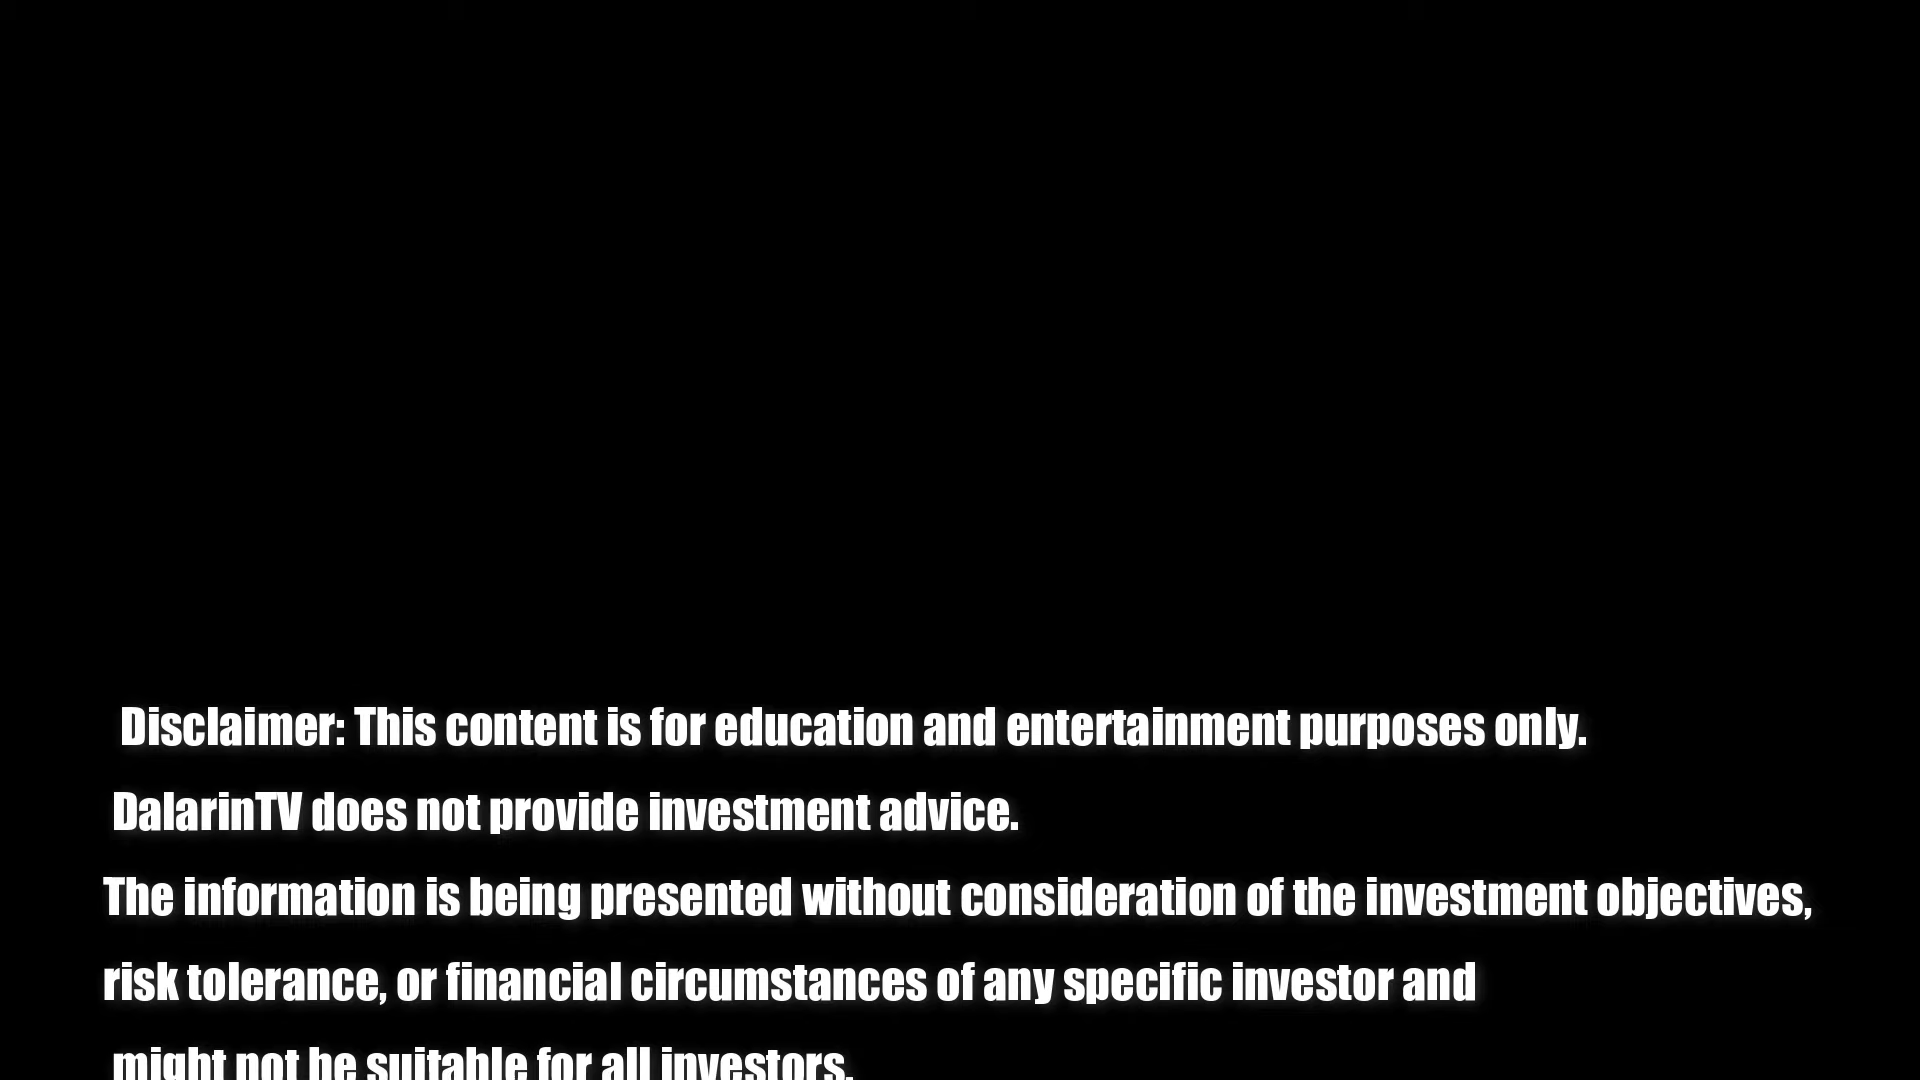 Disclaimer: This content is for education and entertainment purposes only.
DalarinTV does not provide investment advice.
The information is being presented without consideration of the investment objectives,
risk tolerance, or financial circumstances of any specific investor and
might not be suitable for all investors.